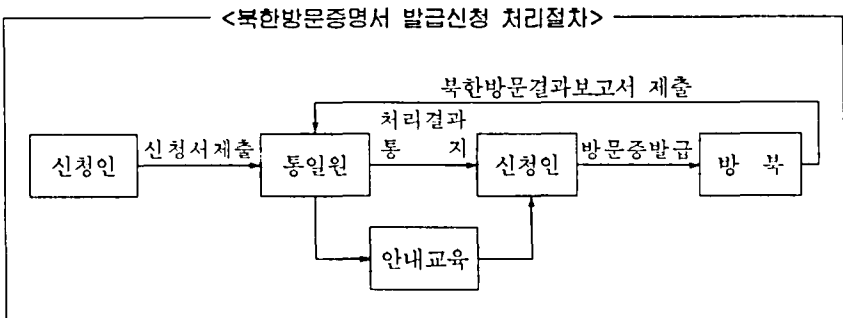 <북한방문증명서 발급신청 처리절차>
북한방문결과보고서 제출
처리결과
신청인
신청서제출
통일원
통 지
신청인
방문증발급
방 북
안내교육